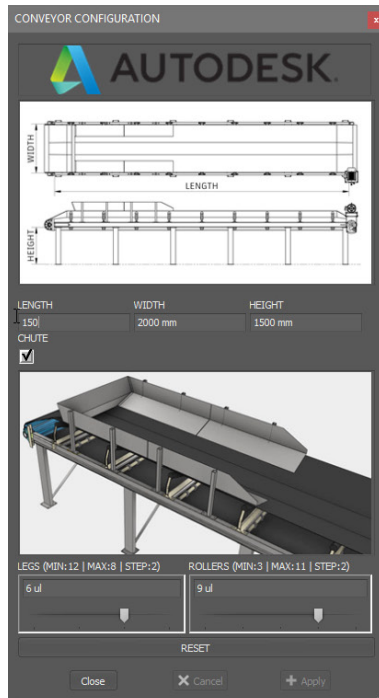 CONVEYOR CONFIGURATION
x
AUTODESK.
WIDTH
LENGTH
HEIGHT
LENGTH WIDTH HEIGHT
150 2000 mm 1500 mm
CHUTE
LEGS (MIN:12 | MAX:8 | STEP:2) ROLLERS (MIN:3 | MAX:11 | STEP:2)
6 ul 9 ul
RESET
Close Cancel Apply